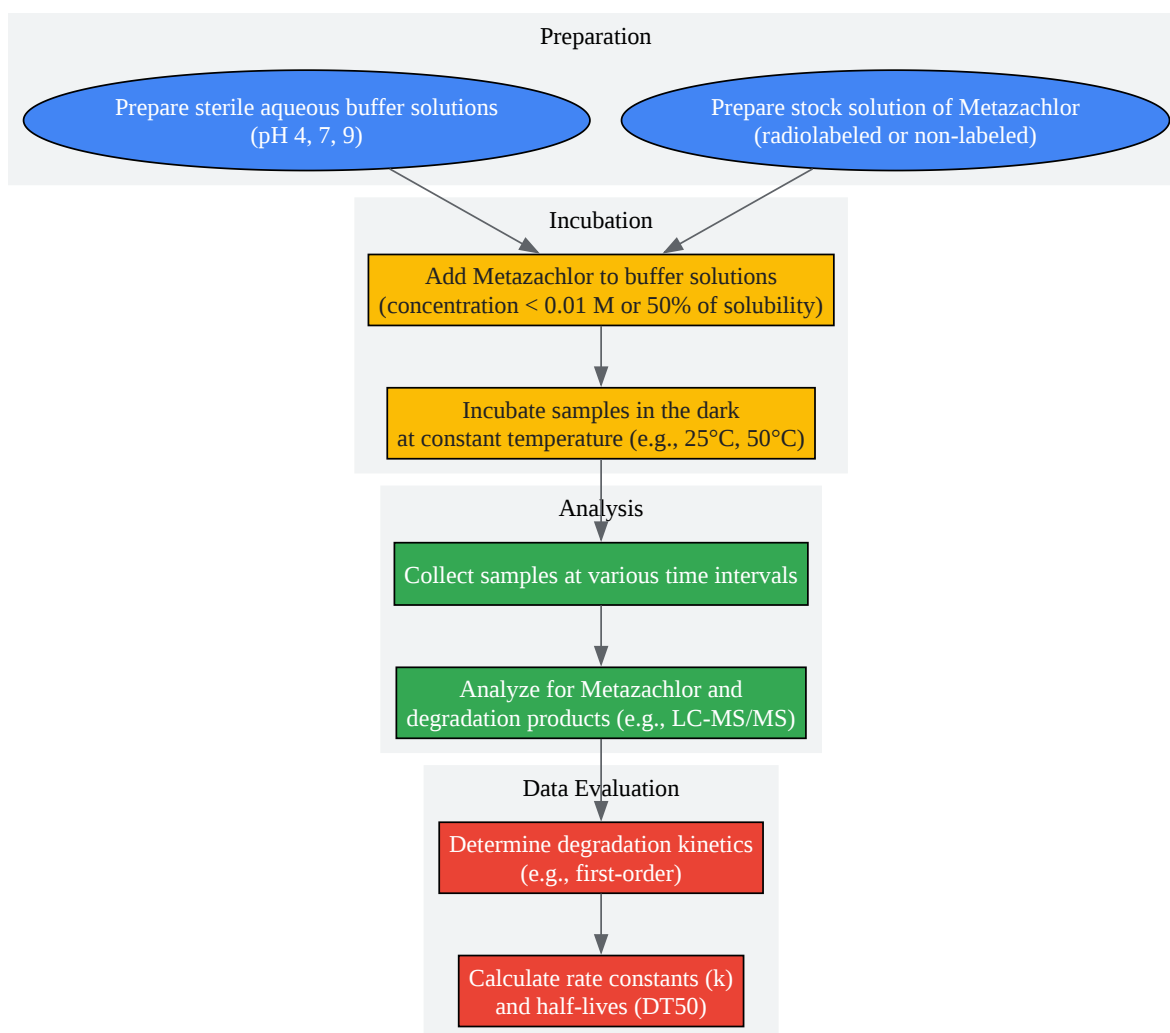 Preparation
Prepare sterile aqueous buffer solutions
(pH 4, 7, 9)
Prepare stock solution of Metazachlor
(radiolabeled or non-labeled)
Incubation
Add Metazachlor to buffer solutions
(concentration < 0.01 M or 50% of solubility)
Incubate samples in the dark
at constant temperature (e.g., 25°C, 50°C)
Analysis
Collect samples at various time intervals
Analyze for Metazachlor and
degradation products (e.g., LC-MS/MS)
Data Evaluation
Determine degradation kinetics
(e.g., first-order)
Calculate rate constants (k)
and half-lives (DT50)